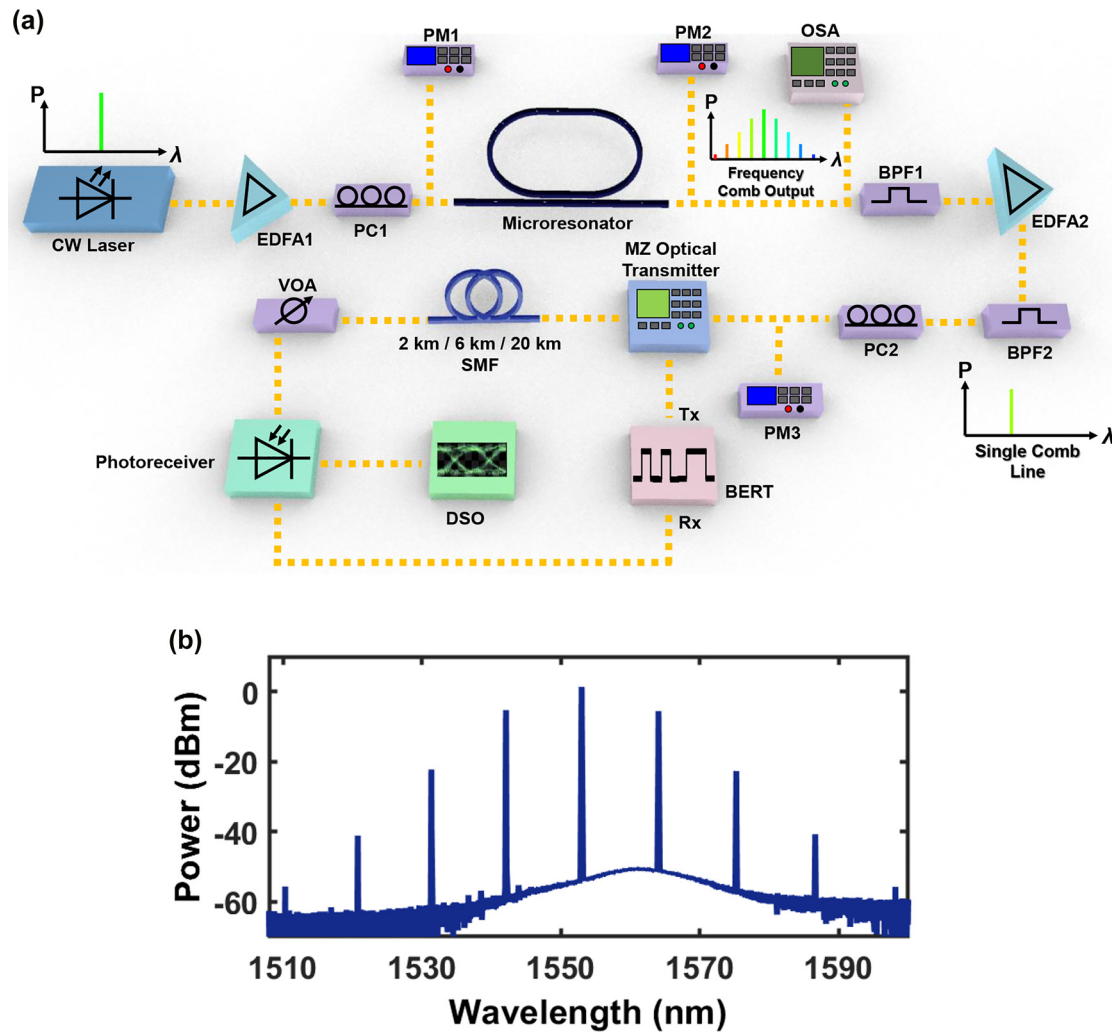 (a)
PM1
PM2
OSA
P
λ
P
λ
Frequency
Comb Output
BPF1
EDFA2
CW Laser
EDFA1
PC1
Microresonator
MZ Optical
Transmitter
VOA
2 km / 6 km / 20 km
SMF
PC2
BPF2
PM3
P
λ
Single Comb
Line
Tx
Photoreceiver
DSO
BERT
Rx
(b)
Power (dBm)
0
-20
-40
-60
1510
1530
1550
1570
1590
Wavelength (nm)